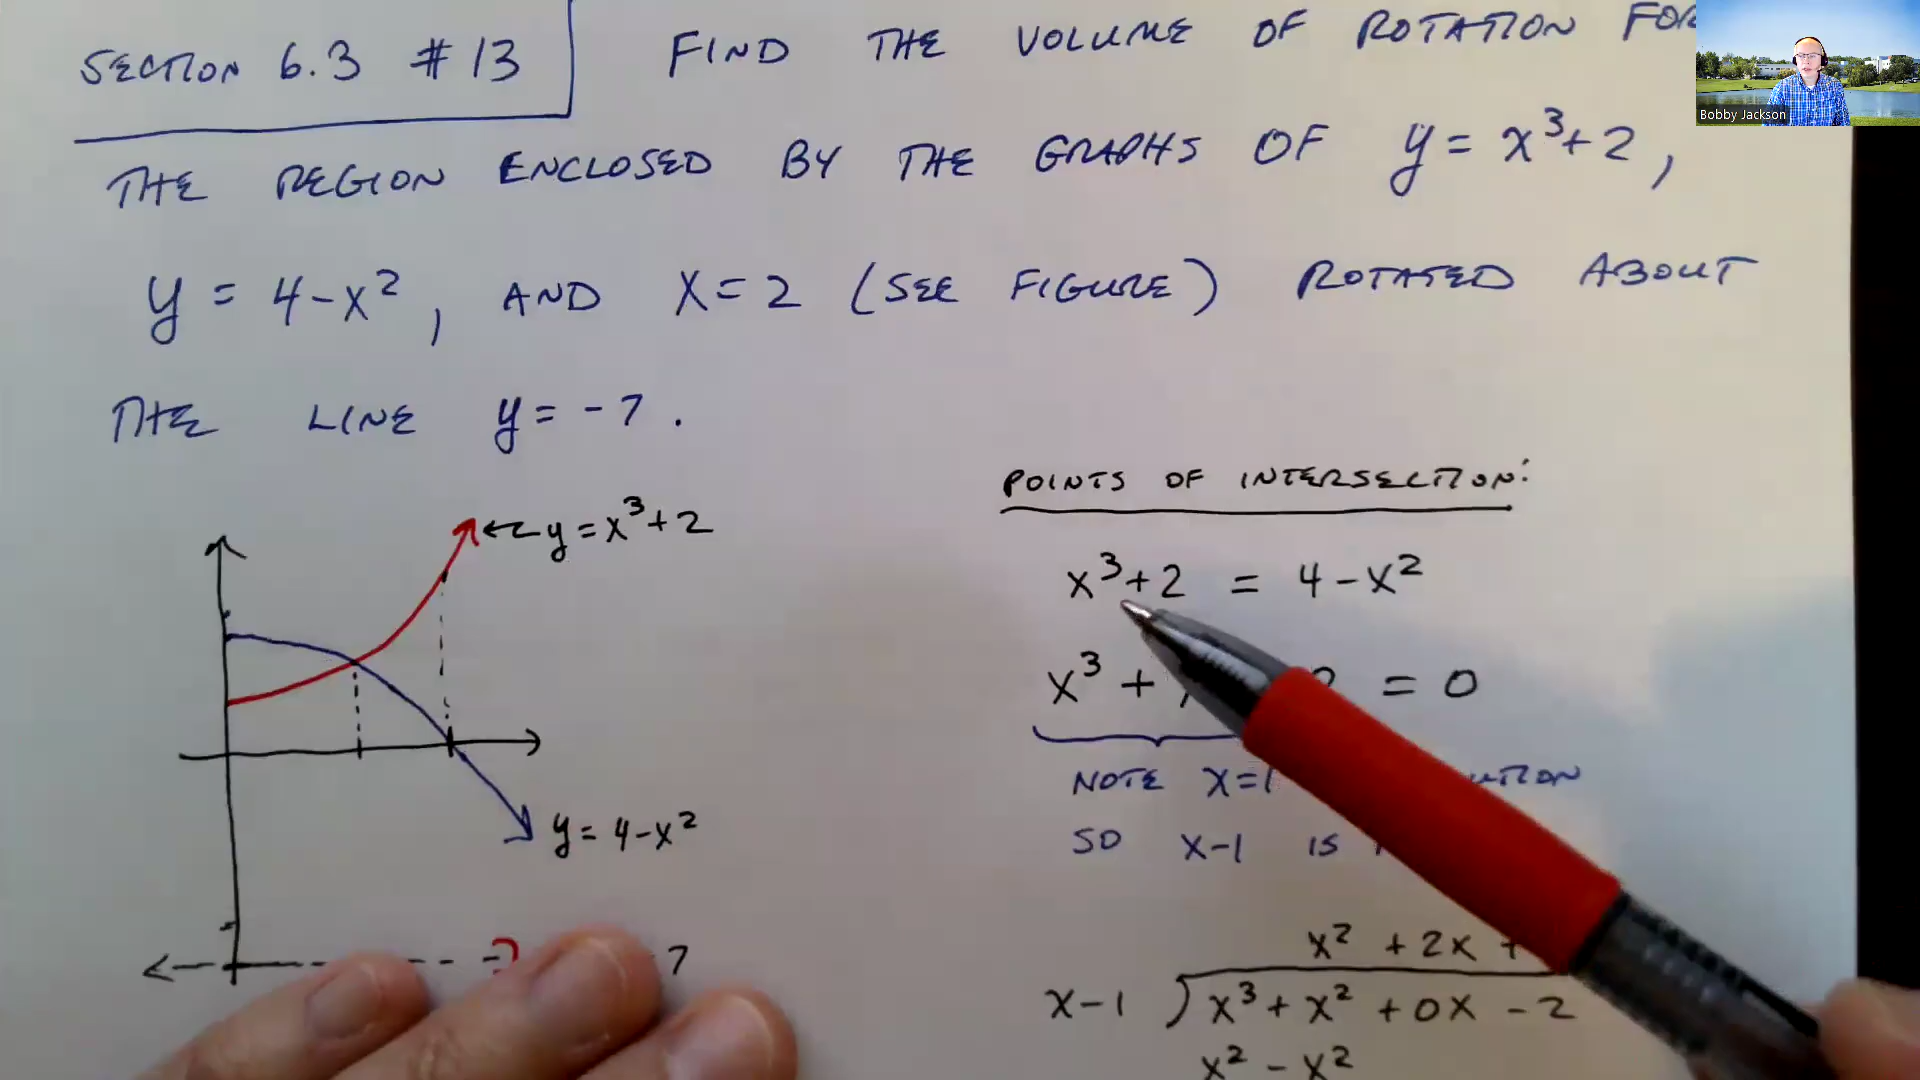 SECTION 6.3 #13
FIND THE VOLUME OF ROTATION FOR
THE REGION ENCLOSED BY THE GRAPHS OF y = x³+2,
y = 4-x², AND X=2 (SEE FIGURE) ROTATED ABOUT
THE LINE y = -7.
Bobby Jackson
y = x³+2
y = 4-x²
7
POINTS OF INTERSECTION:
x³+2 = 4-x²
x³ + = 0
NOTE X=1
SO X-1 IS
x² + 2x +
x-1 x³ + x² + 0x - 2
x² - x²